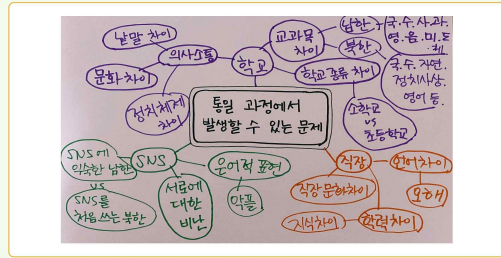 통일 과정에서
발생할 수 있는 문제
학교
의사소통
낱말 차이
문화차이
정치체제
차이
교과목
차이
남한
국.수.사.과.
영.음.미.도
.체
북한
국.수.자연.
정치사상.
영어 등.
학교 종류 차이
소학교
vs
초등학교
SNS
SNS에
익숙한 남한
vs
SNS를
처음쓰는 북한
서로에
대한
비난
은어적 표현
악플
직장
언어차이
오해
직장 문화차이
학력차이
지식차이